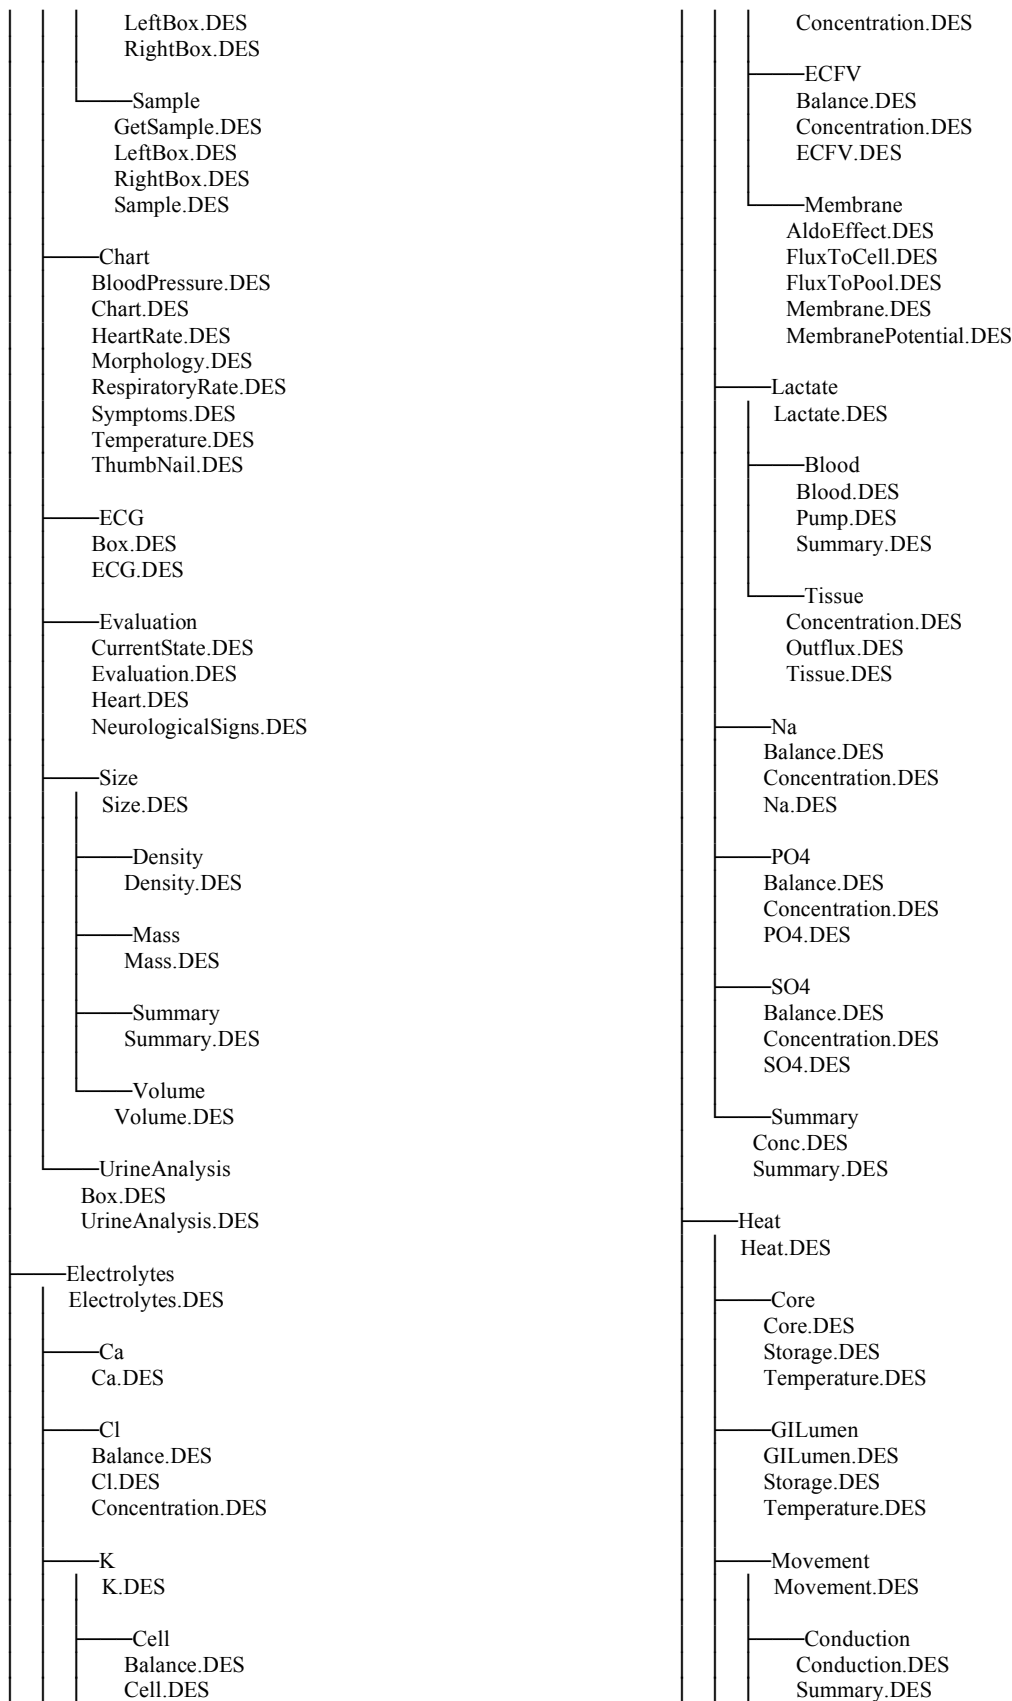 LeftBox.DES
RightBox.DES
Sample
GetSample.DES
LeftBox.DES
RightBox.DES
Sample.DES
Chart
BloodPressure.DES
Chart.DES
HeartRate.DES
Morphology.DES
RespiratoryRate.DES
Symptoms.DES
Temperature.DES
ThumbNail.DES
ECG
Box.DES
ECG.DES
Evaluation
CurrentState.DES
Evaluation.DES
Heart.DES
NeurologicalSigns.DES
Size
Size.DES
Density
Density.DES
Mass
Mass.DES
Summary
Summary.DES
Volume
Volume.DES
UrineAnalysis
Box.DES
UrineAnalysis.DES
Electrolytes
Electrolytes.DES
Ca
Ca.DES
Cl
Balance.DES
Cl.DES
Concentration.DES
K
K.DES
Cell
Balance.DES
Cell.DES
Concentration.DES
ECFV
Balance.DES
Concentration.DES
ECFV.DES
Membrane
AldoEffect.DES
FluxToCell.DES
FluxToPool.DES
Membrane.DES
MembranePotential.DES
Lactate
Lactate.DES
Blood
Blood.DES
Pump.DES
Summary.DES
Tissue
Concentration.DES
Outflux.DES
Tissue.DES
Na
Balance.DES
Concentration.DES
Na.DES
PO4
Balance.DES
Concentration.DES
PO4.DES
SO4
Balance.DES
Concentration.DES
SO4.DES
Summary
Conc.DES
Summary.DES
Heat
Heat.DES
Core
Core.DES
Storage.DES
Temperature.DES
GILumen
GILumen.DES
Storage.DES
Temperature.DES
Movement
Movement.DES
Conduction
Conduction.DES
Summary.DES